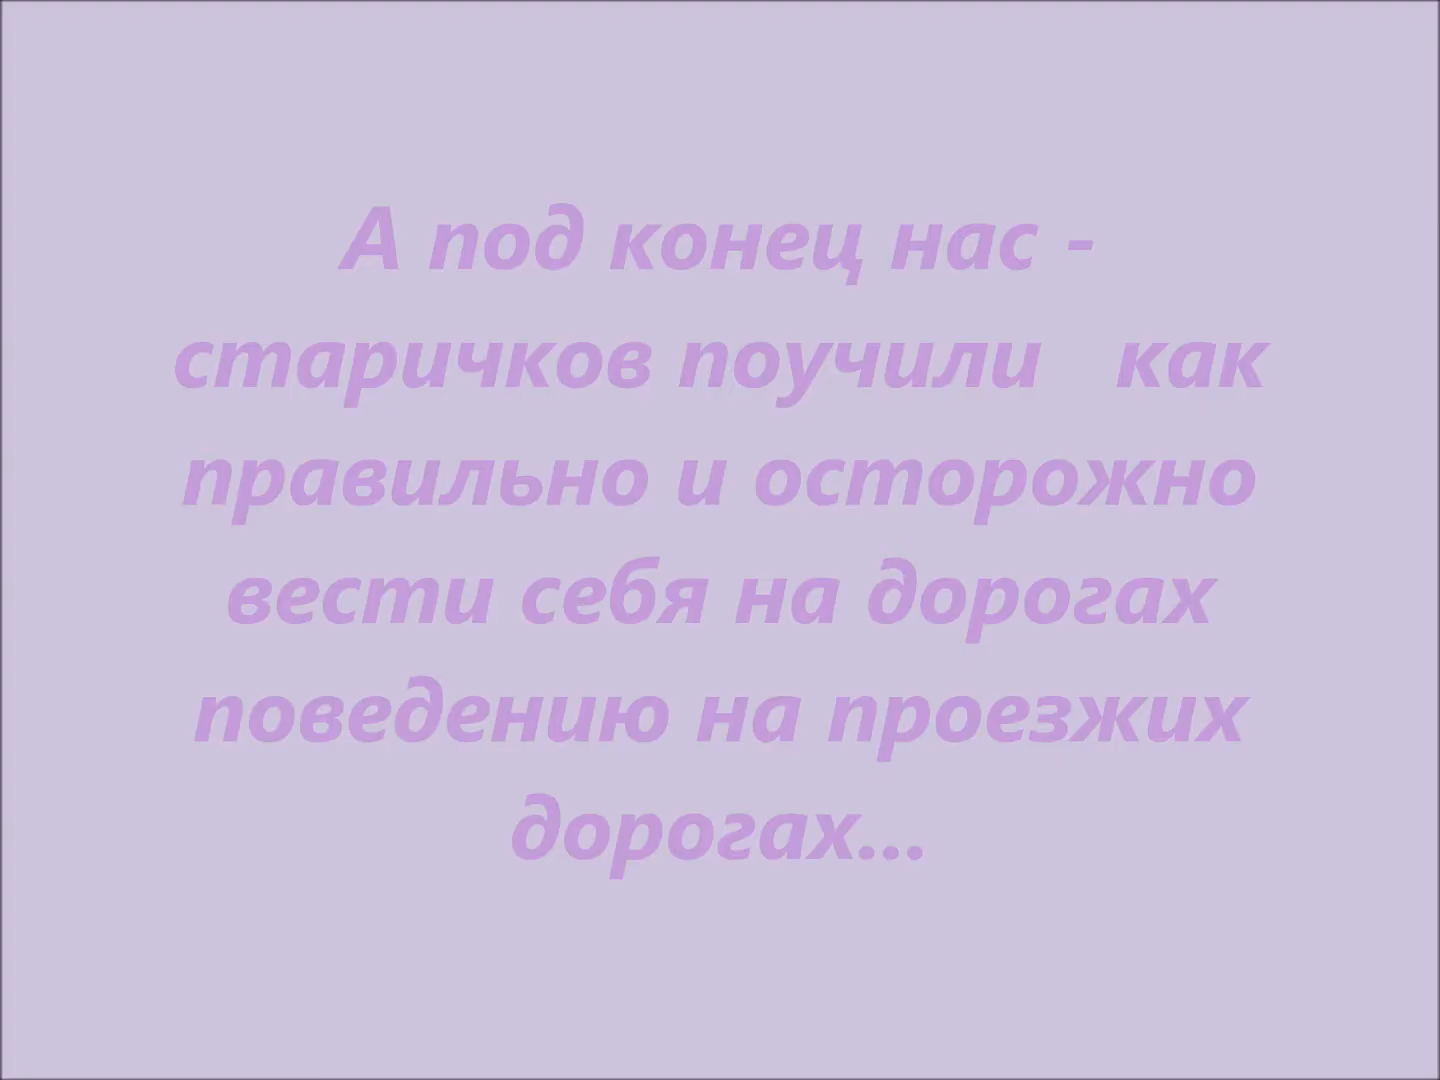 А под конец нас -
старичков поучили как
правильно и осторожно
вести себя на дорогах
поведению на проезжих
дорогах...